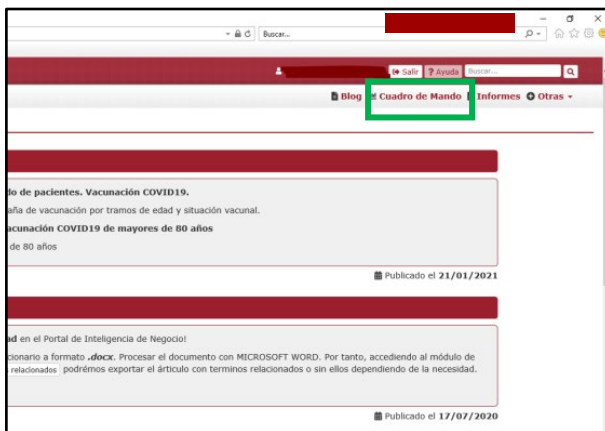 Buscar...
Salir ? Ayuda Buscar...
Blog Cuadro de Mando Informes Otras
do de pacientes. Vacunación COVID19.
aña de vacunación por tramos de edad y situación vacunal.
acunación COVID19 de mayores de 80 años
de 80 años
Publicado el 21/01/2021
ad en el Portal de Inteligencia de Negocio!
cionario a formato .docx. Procesar el documento con MICROSOFT WORD. Por tanto, accediendo al módulo de
s relacionados podrémos exportar el árticulo con terminos relacionados o sin ellos dependiendo de la necesidad.
Publicado el 17/07/2020